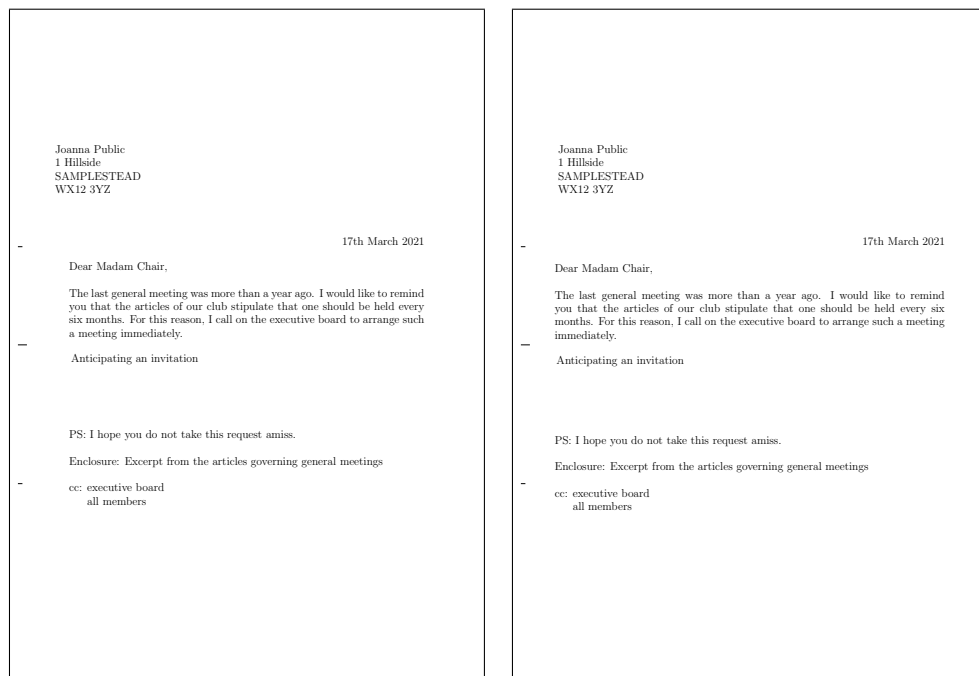 Joanna Public
1 Hillside
SAMPLESTEAD
WX12 3YZ
17th March 2021
Dear Madam Chair,
The last general meeting was more than a year ago. I would like to remind
you that the articles of our club stipulate that one should be held every
six months. For this reason, I call on the executive board to arrange such
a meeting immediately.
Anticipating an invitation
PS: I hope you do not take this request amiss.
Enclosure: Excerpt from the articles governing general meetings
cc: executive board
all members
Joanna Public
1 Hillside
SAMPLESTEAD
WX12 3YZ
17th March 2021
Dear Madam Chair,
The last general meeting was more than a year ago. I would like to remind
you that the articles of our club stipulate that one should be held every six
months. For this reason, I call on the executive board to arrange such a meeting
immediately.
Anticipating an invitation
PS: I hope you do not take this request amiss.
Enclosure: Excerpt from the articles governing general meetings
cc: executive board
all members